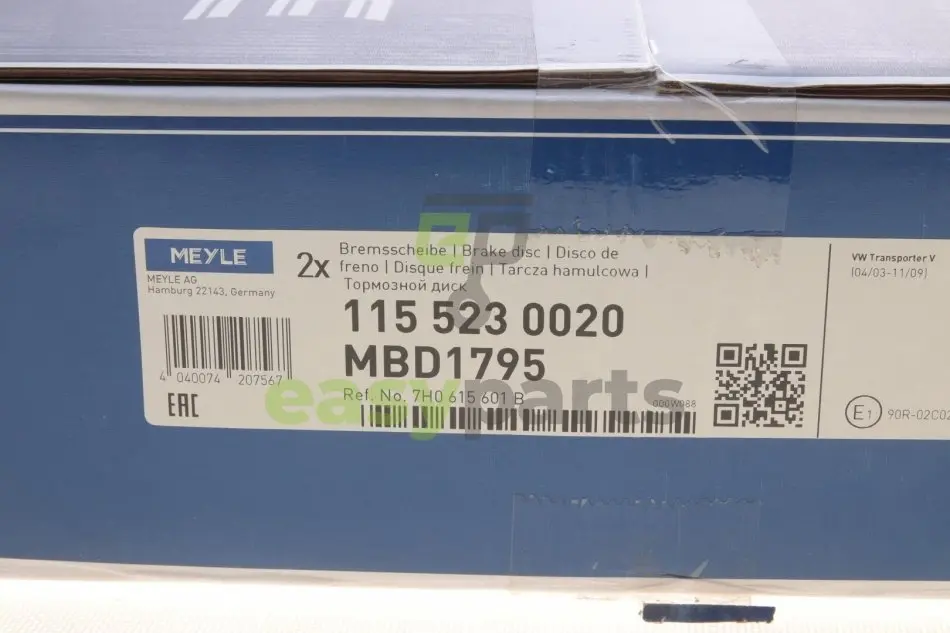 MEYLE
MEYLE AG
Hamburg 22143, Germany
4 040074 207567
EAC
2x
Bremsscheibe | Brake disc | Disco de
freno | Disque frein | Tarcza hamulcowa |
Тормозной диск
115 523 0020
MBD1795
Ref. No. 7H0 615 601 B
VW Transporter V
(04/03-11/09)
E1 90R-02C02
easyparts